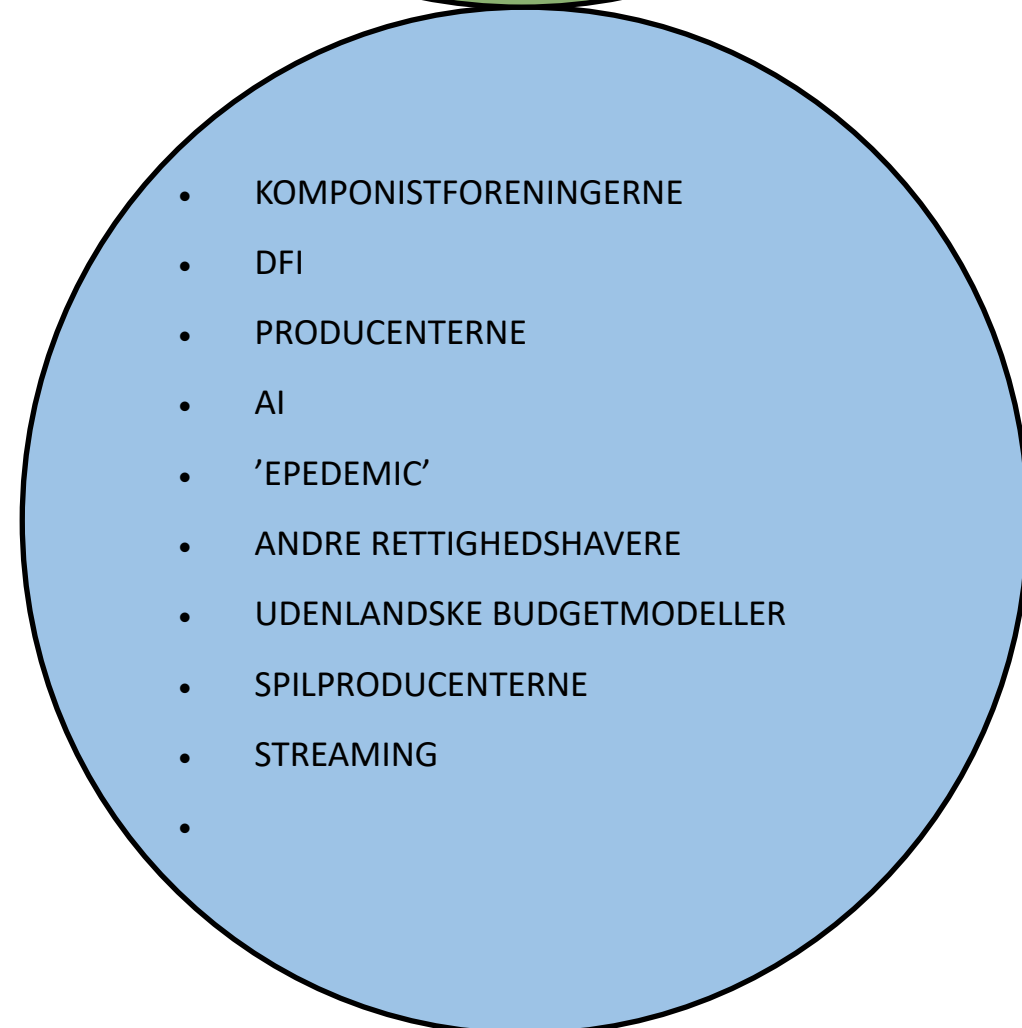 • KOMPONISTFORENINGERNE
• DFI
• PRODUCENTERNE
• AI
• ’EPEDEMIC’
• ANDRE RETTIGHEDSHAVERE
• UDENLANDSKE BUDGETMODELLER
• SPILPRODUCENTERNE
• STREAMING
•